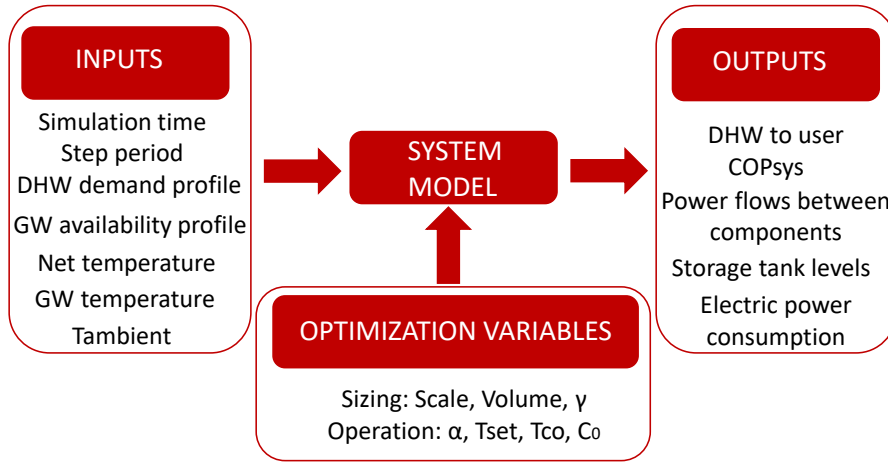 INPUTS
Simulation time
Step period
DHW demand profile
GW availability profile
Net temperature
GW temperature
Tambient
SYSTEM
MODEL
OPTIMIZATION VARIABLES
Sizing: Scale, Volume, γ
Operation: α, Tset, Tco, C₀
OUTPUTS
DHW to user
COPsys
Power flows between
components
Storage tank levels
Electric power
consumption